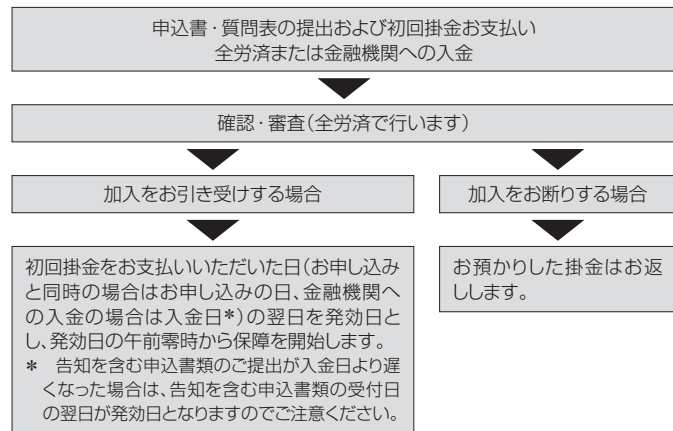 申込書・質問表の提出および初回掛金お支払い
全労済または金融機関への入金
確認・審査(全労済で行います)
加入をお引き受けする場合
加入をお断りする場合
初回掛金をお支払いいただいた日(お申し込み
と同時の場合はお申し込みの日、金融機関へ
の入金の場合は入金日*)の翌日を発効日と
し、発効日の午前零時から保障を開始します。
* 告知を含む申込書類のご提出が入金日より遅
くなった場合は、告知を含む申込書類の受付日
の翌日が発効日となりますのでご注意ください。
お預かりした掛金はお返
しします。